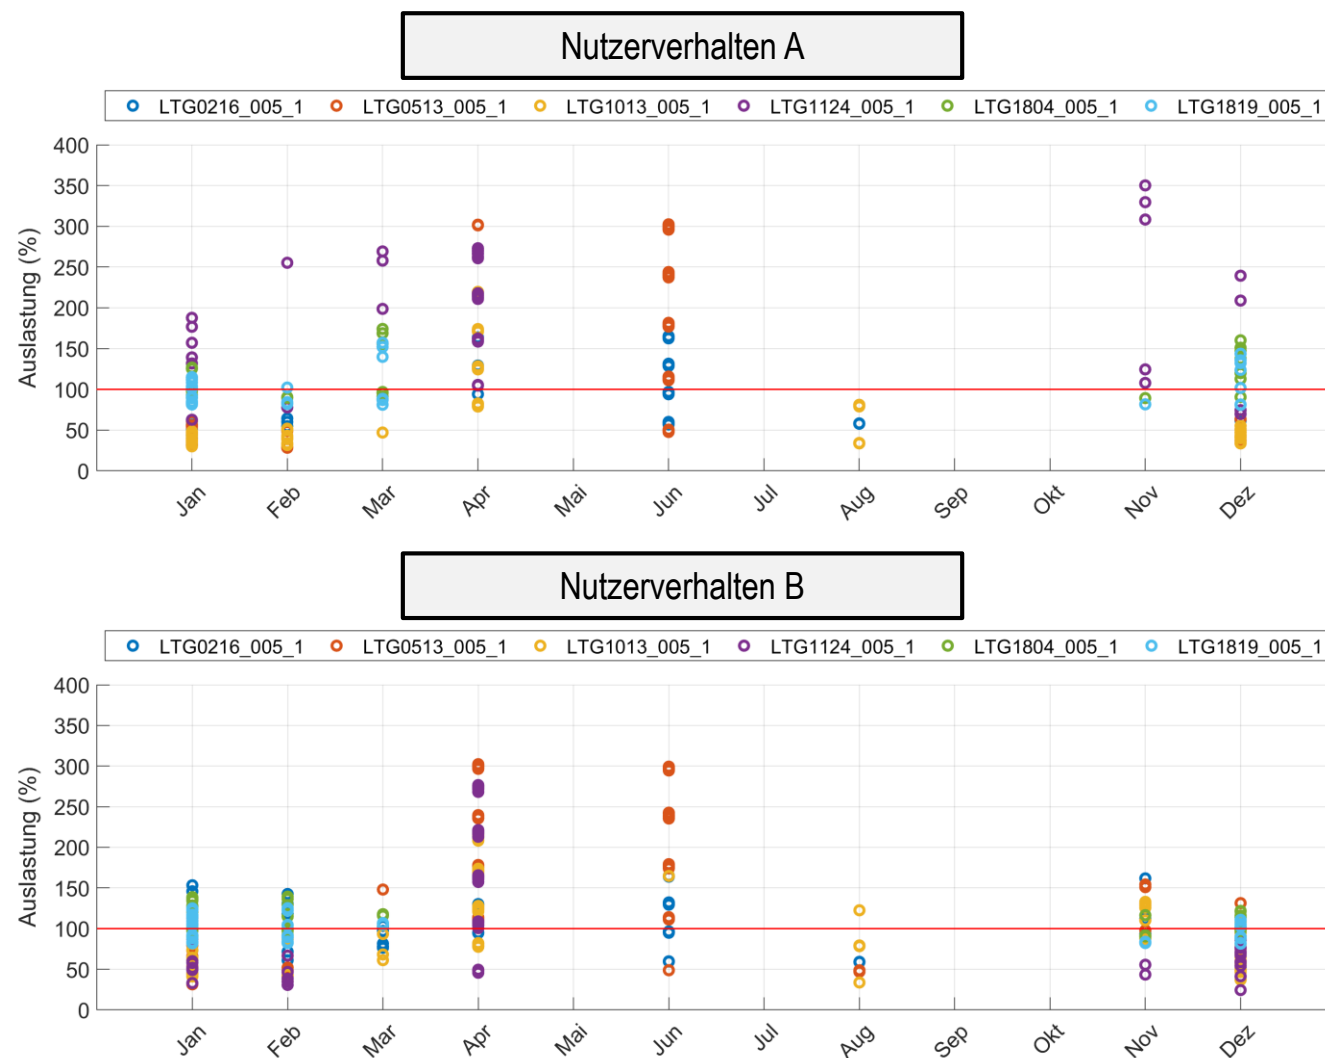 Nutzerverhalten A
LTG0216_005_1 LTG0513_005_1 LTG1013_005_1 LTG1124_005_1 LTG1804_005_1 LTG1819_005_1
400
350
300
250
200
150
100
50
0
Auslastung (%)
Jan Feb Mar Apr Mai Jun Jul Aug Sep Okt Nov Dez
Nutzerverhalten B
LTG0216_005_1 LTG0513_005_1 LTG1013_005_1 LTG1124_005_1 LTG1804_005_1 LTG1819_005_1
400
350
300
250
200
150
100
50
0
Auslastung (%)
Jan Feb Mar Apr Mai Jun Jul Aug Sep Okt Nov Dez